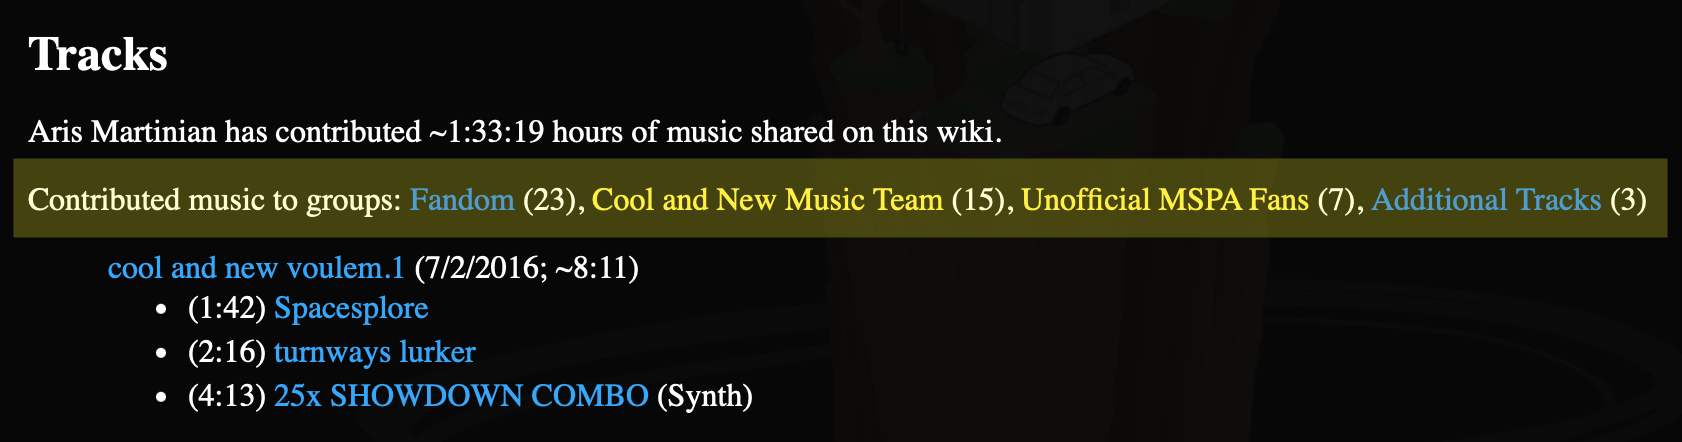 Tracks
Aris Martinian has contributed ~1:33:19 hours of music shared on this wiki.
Contributed music to groups: Fandom (23), Cool and New Music Team (15), Unofficial MSPA Fans (7), Additional Tracks (3)
cool and new voulem.1 (7/2/2016; ~8:11)
• (1:42) Spacesplore
• (2:16) turnways lurker
• (4:13) 25x SHOWDOWN COMBO (Synth)